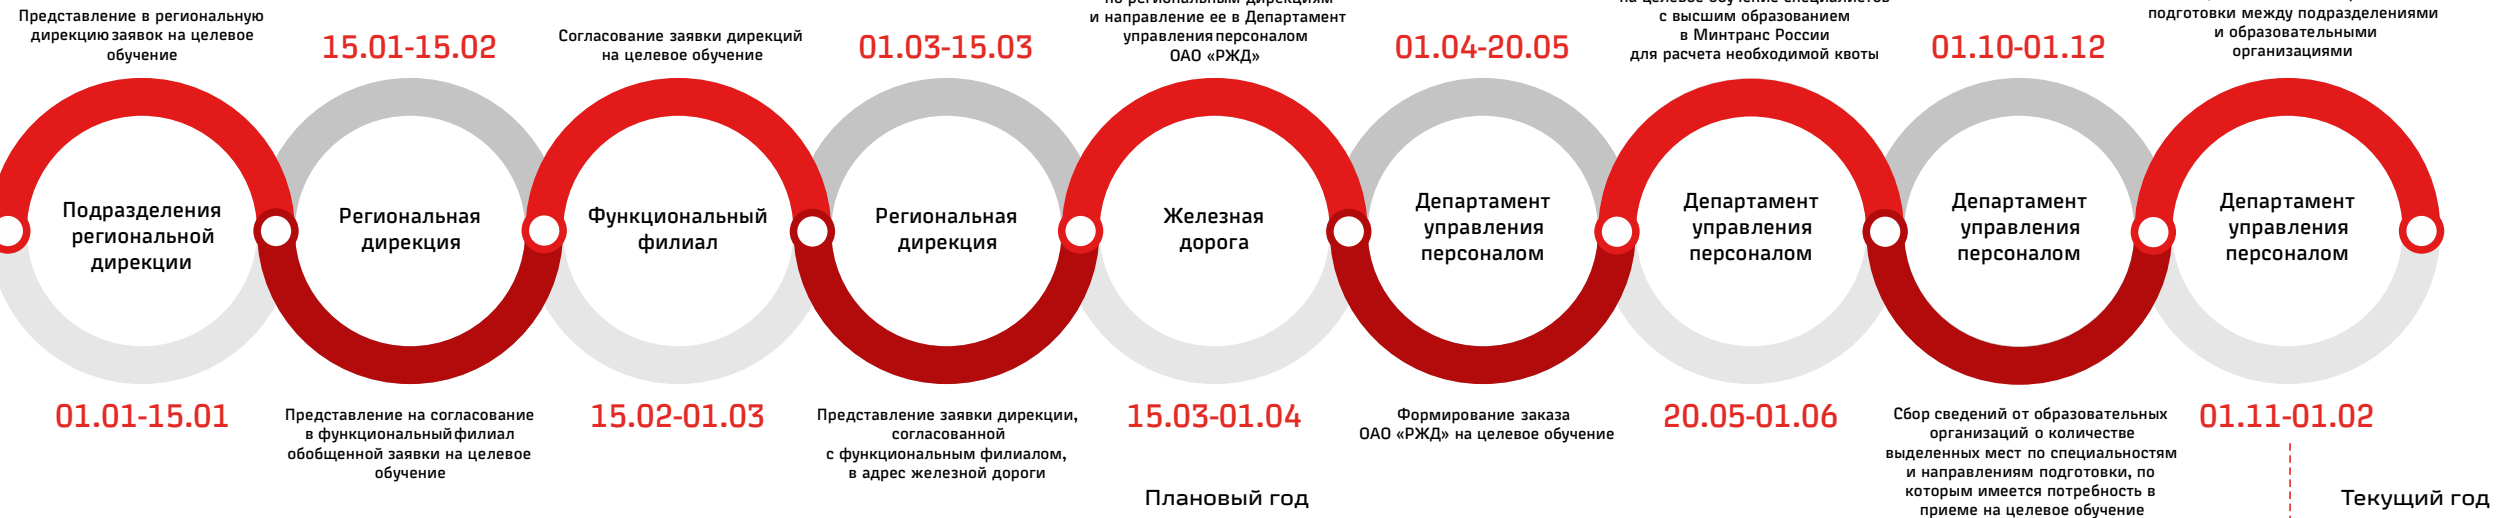 Представление в региональную
дирекцию заявок на целевое
обучение
Подразделения
региональной
дирекции
01.01-15.01
15.01-15.02
Региональная
дирекция
Представление на согласование
в функциональный филиал
обобщенной заявки на целевое
обучение
Согласование заявки дирекций
на целевое обучение
Функциональный
филиал
15.02-01.03
01.03-15.03
Региональная
дирекция
Представление заявки дирекции,
согласованной
с функциональным филиалом,
в адрес железной дороги
по региональным дирекциям
и направление ее в Департамент
управления персоналом
ОАО «РЖД»
Железная
дорога
15.03-01.04
01.04-20.05
Департамент
управления
персоналом
Формирование заказа
ОАО «РЖД» на целевое обучение
на целевое обучение специалистов
с высшим образованием
в Минтранс России
для расчета необходимой квоты
Департамент
управления
персоналом
20.05-01.06
01.10-01.12
Департамент
управления
персоналом
Сбор сведений от образовательных
организаций о количестве
выделенных мест по специальностям
и направлениям подготовки, по
которым имеется потребность в
приеме на целевое обучение
подготовки между подразделениями
и образовательными
организациями
Департамент
управления
персоналом
01.11-01.02
Плановый год
Текущий год